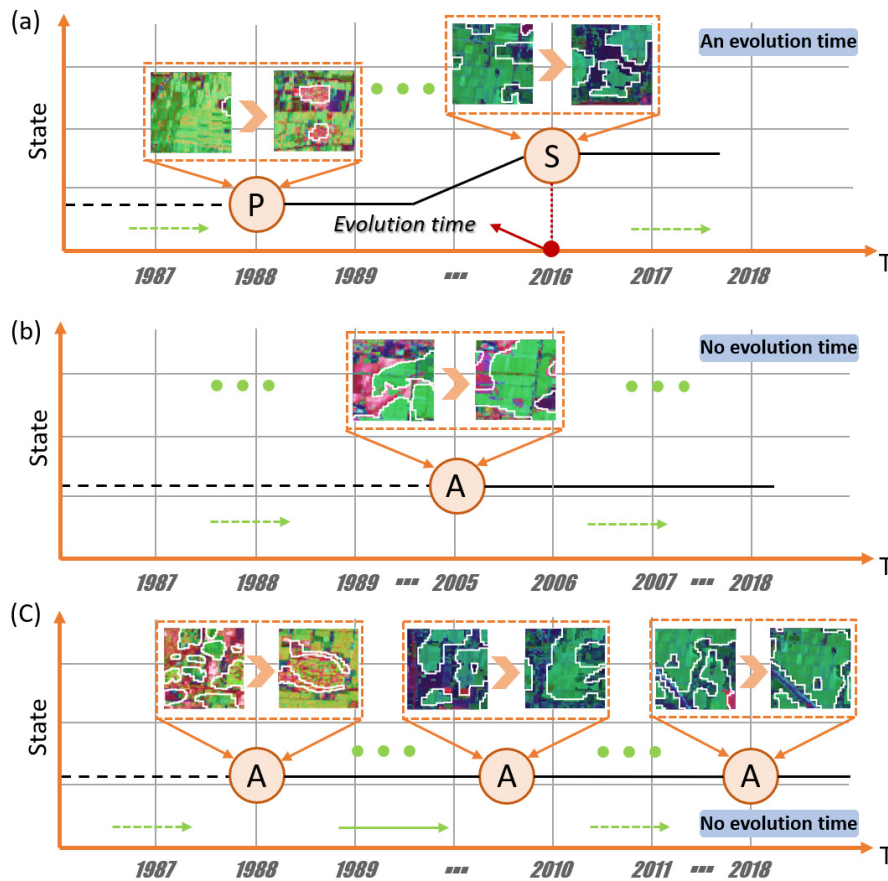 (a)
An evolution time
State
P
S
Evolution time
T
1987 1988 1989 ... 2016 2017 2018
(b)
No evolution time
State
A
T
1987 1988 1989 ... 2005 2006 2007 ... 2018
(C)
State
A A A
No evolution time
T
1987 1988 1989 ... 2010 2011 ... 2018